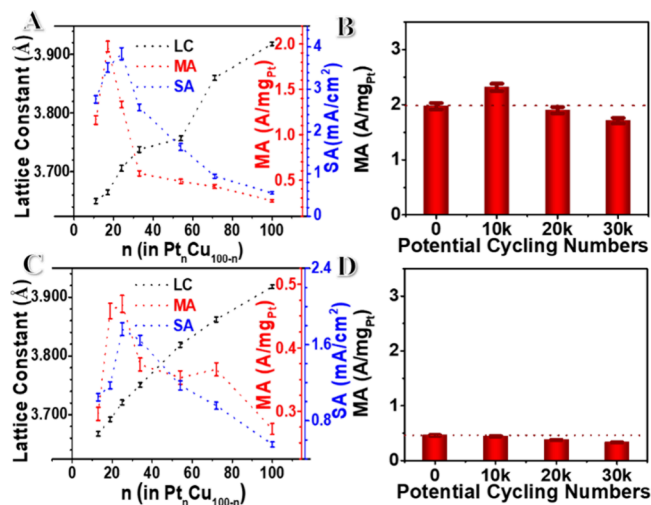 A
Lattice Constant (Å)
3.900
3.800
3.700
LC
MA
SA
0 20 40 60 80 100
n (in PtnCu100-n)
2.0
1.5
1.0
0.5
MA (A/mgPt)
4
3
2
1
0
SA(mA/cm²)
B
MA (A/mgPt)
3
2
1
0
0 10k 20k 30k
Potential Cycling Numbers
C
Lattice Constant (Å)
3.900
3.800
3.700
LC
MA
SA
0 20 40 60 80 100
n (in PtnCu100-n)
0.5
0.4
0.3
MA (A/mgPt)
2.4
1.6
0.8
SA (mA/cm²)
D
MA (A/mgPt)
3
2
1
0
0 10k 20k 30k
Potential Cycling Numbers